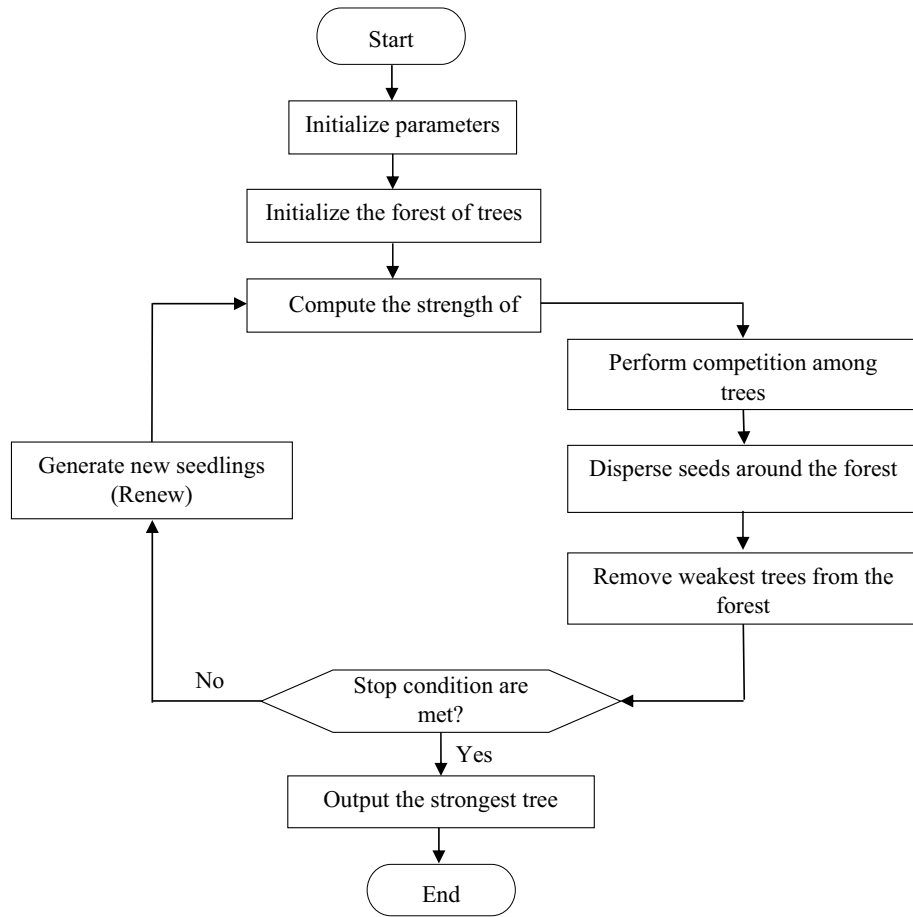 Start
Initialize parameters
Initialize the forest of trees
Compute the strength of
Perform competition among
trees
Disperse seeds around the forest
Remove weakest trees from the
forest
Stop condition are
met?
No
Generate new seedlings
(Renew)
Yes
Output the strongest tree
End